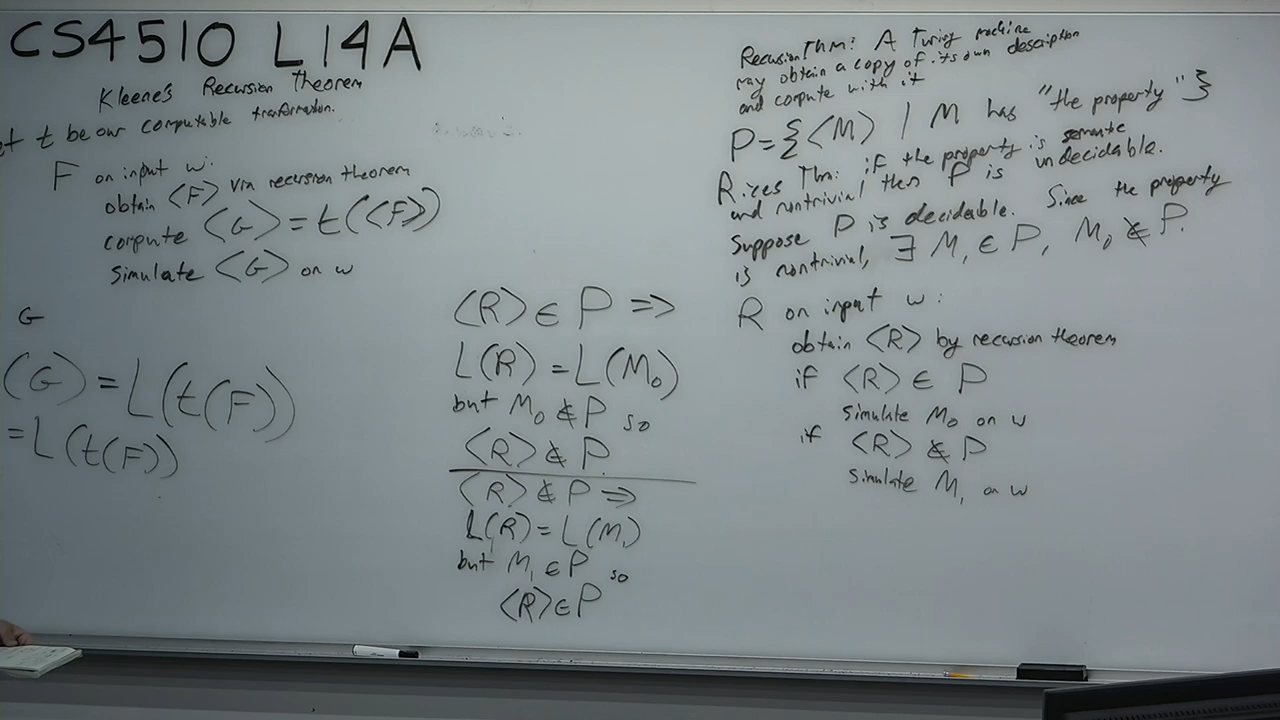 CS4510 L14A
Kleene's Recursion Theorem
et t be our computable transformation.
F on input w:
obtain ⟨F⟩ via recursion theorem
compute ⟨G⟩ = t(⟨F⟩)
simulate ⟨G⟩ on w
G
(G) = L(t(F))
= L(t(F))
⟨R⟩ ∈ P ⇒
L(R) = L(M₀)
but M₀ ∉ P so
⟨R⟩ ∉ P.
⟨R⟩ ∉ P ⇒
L(R) = L(M₁)
but M₁ ∈ P so
⟨R⟩ ∈ P
Recursion Thm: A Turing machine
may obtain a copy of its own description
and compute with it
P = {⟨M⟩ | M has "the property"}
Rices Thm: if the property is semantic
and nontrivial then P is undecidable.
Suppose P is decidable. Since the property
is nontrivial, ∃ M₁ ∈ P, M₀ ∉ P.
R on input w:
obtain ⟨R⟩ by recursion theorem
if ⟨R⟩ ∈ P
simulate M₀ on w
if ⟨R⟩ ∉ P
simulate M₁ on w